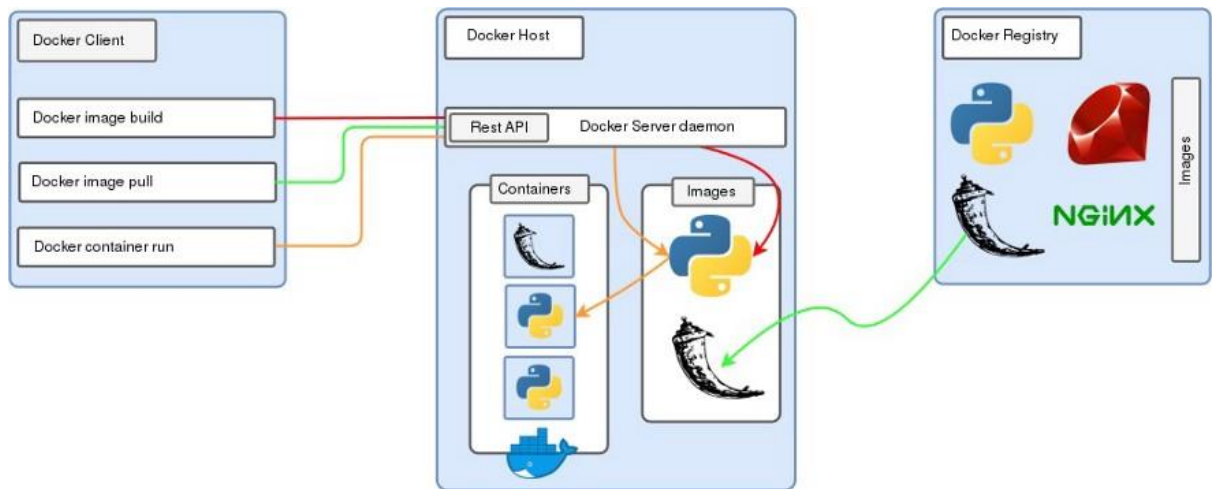 Docker Client
Docker image build
Docker image pull
Docker container run
Docker Host
Rest API
Docker Server daemon
Containers
Images
Docker Registry
NGiNX
Images